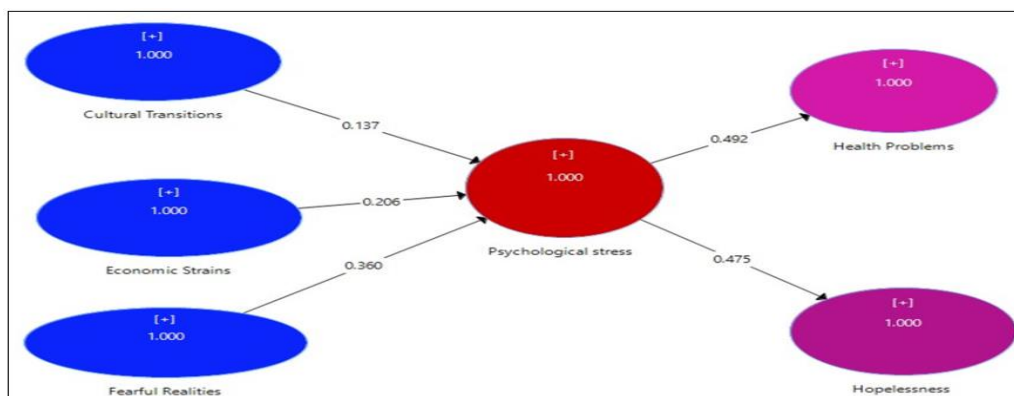 [+]
1.000
Cultural Transitions
0.137
[+]
1.000
Economic Strains
0.206
[+]
1.000
Fearful Realities
0.360
[+]
1.000
Psychological stress
0.492
[+]
1.000
Health Problems
0.475
[+]
1.000
Hopelessness